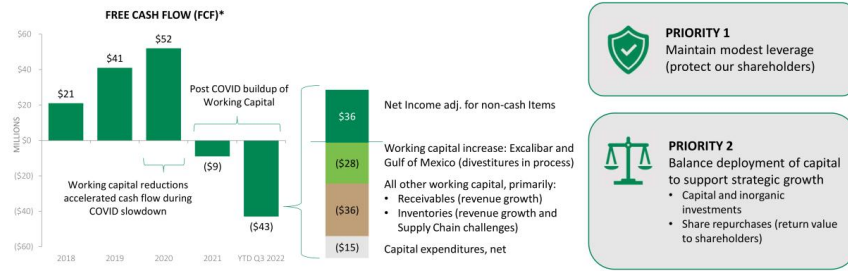 FREE CASH FLOW (FCF)*
$60
$40
$20
$0
($20)
($40)
($60)
MILLIONS
$21
$41
$52
($9)
($43)
Post COVID buildup of
Working Capital
Working capital reductions
accelerated cash flow during
COVID slowdown
2018
2019
2020
2021
YTD Q3 2022
$36
Net Income adj. for non-cash Items
($28)
Working capital increase: Excalibar and
Gulf of Mexico (divestitures in process)
($36)
All other working capital, primarily:
• Receivables (revenue growth)
• Inventories (revenue growth and
Supply Chain challenges)
($15)
Capital expenditures, net
PRIORITY 1
Maintain modest leverage
(protect our shareholders)
PRIORITY 2
Balance deployment of capital
to support strategic growth
• Capital and inorganic
investments
• Share repurchases (return value
to shareholders)